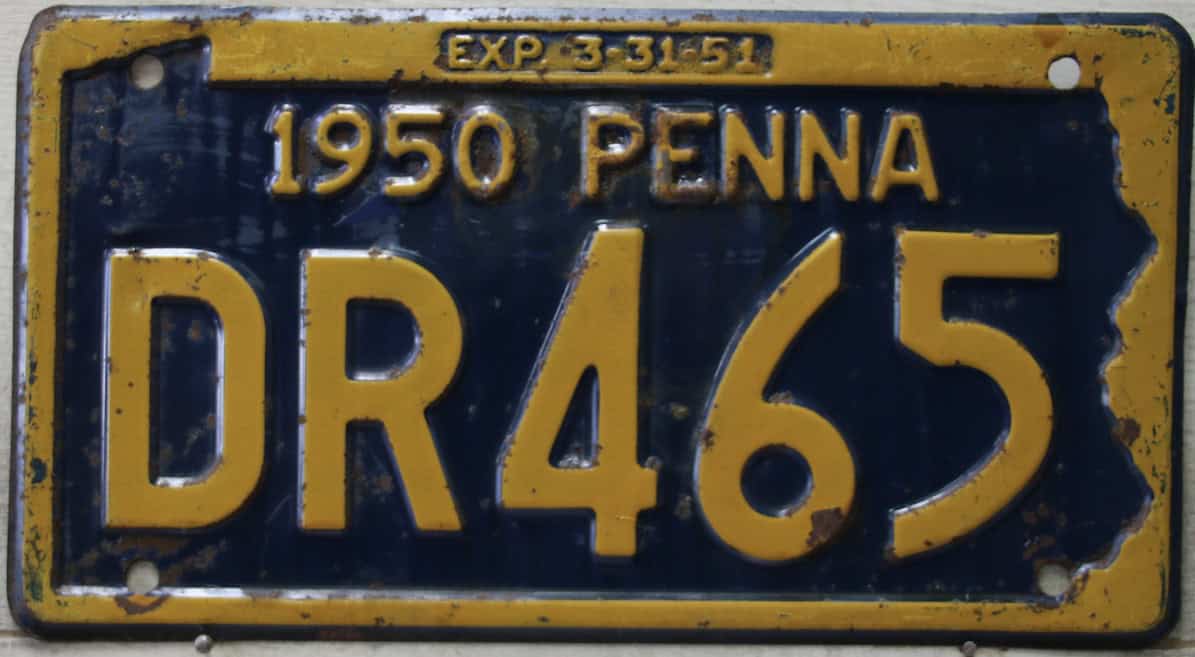 EXP. 3-31-51
1950 PENNA
DR465